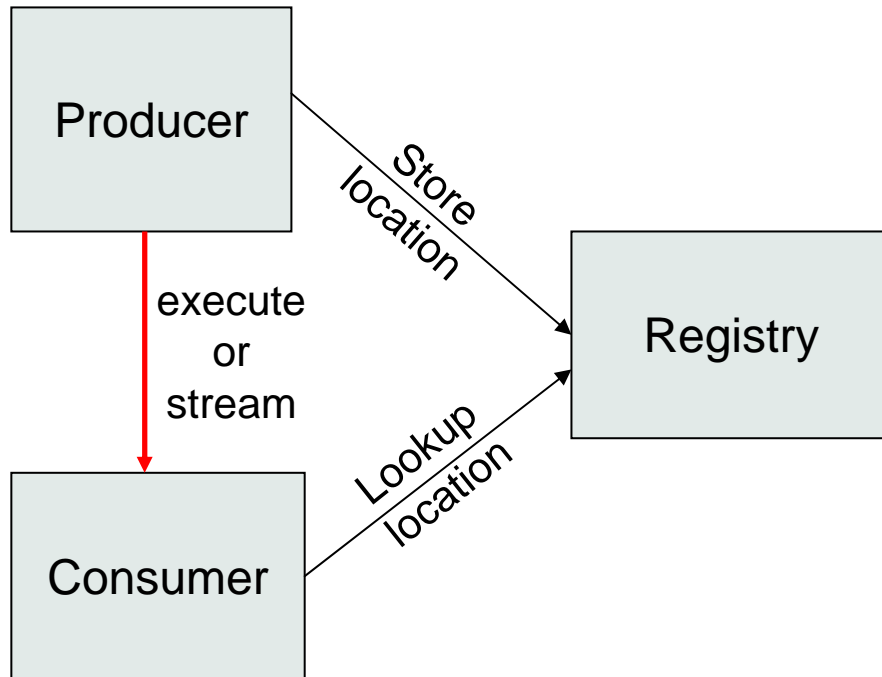 Producer
Store
location
execute
or
stream
Registry
Lookup
location
Consumer